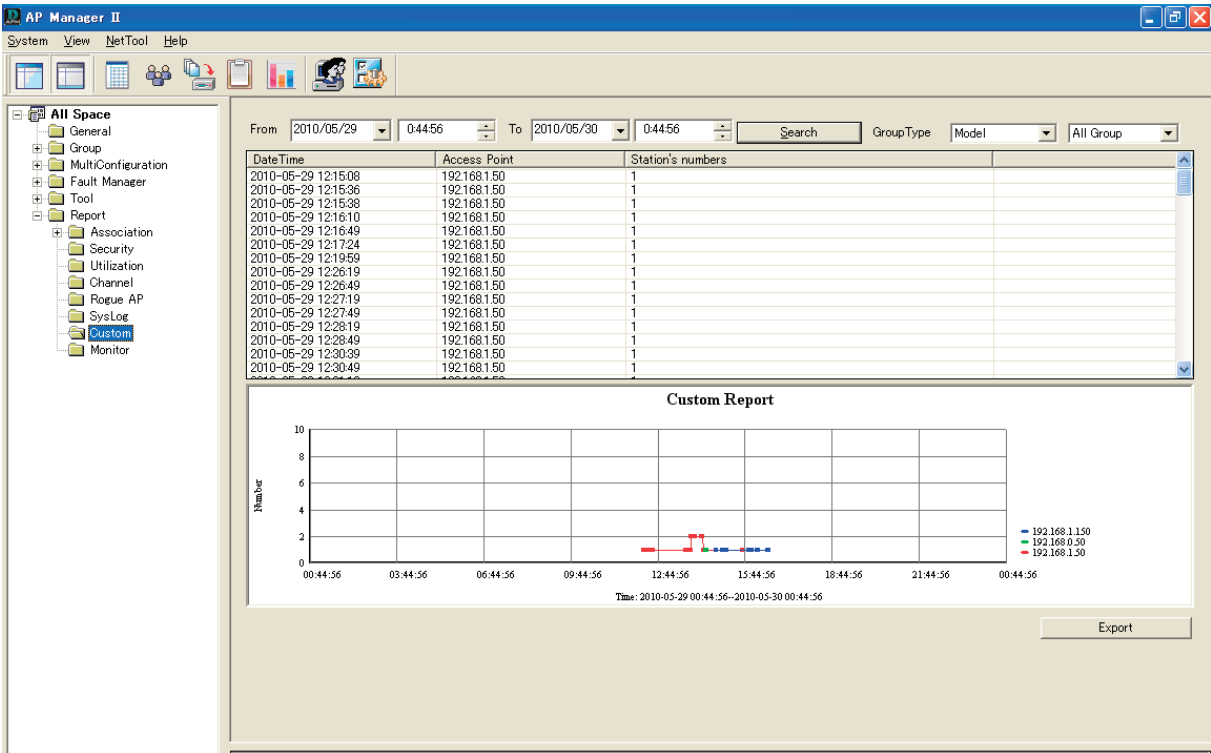 AP Manager II
System View NetTool Help
All Space
General
Group
MultiConfiguration
Fault Manager
Tool
Report
Association
Security
Utilization
Channel
Rogue AP
SysLog
Custom
Monitor
From 2010/05/29 0:44:56 To 2010/05/30 0:44:56 Search GroupType Model All Group
DateTime Access Point Station's numbers
2010-05-29 12:15:08 192.168.1.50 1
2010-05-29 12:15:36 192.168.1.50 1
2010-05-29 12:15:38 192.168.1.50 1
2010-05-29 12:16:10 192.168.1.50 1
2010-05-29 12:16:49 192.168.1.50 1
2010-05-29 12:17:24 192.168.1.50 1
2010-05-29 12:19:59 192.168.1.50 1
2010-05-29 12:26:19 192.168.1.50 1
2010-05-29 12:26:49 192.168.1.50 1
2010-05-29 12:27:19 192.168.1.50 1
2010-05-29 12:27:49 192.168.1.50 1
2010-05-29 12:28:19 192.168.1.50 1
2010-05-29 12:28:49 192.168.1.50 1
2010-05-29 12:30:39 192.168.1.50 1
2010-05-29 12:30:49 192.168.1.50 1
Custom Report
Number
10
8
6
4
2
0
00:44:56 03:44:56 06:44:56 09:44:56 12:44:56 15:44:56 18:44:56 21:44:56 00:44:56
Time: 2010-05-29 00:44:56--2010-05-30 00:44:56
192.168.1.150
192.168.0.50
192.168.1.50
Export